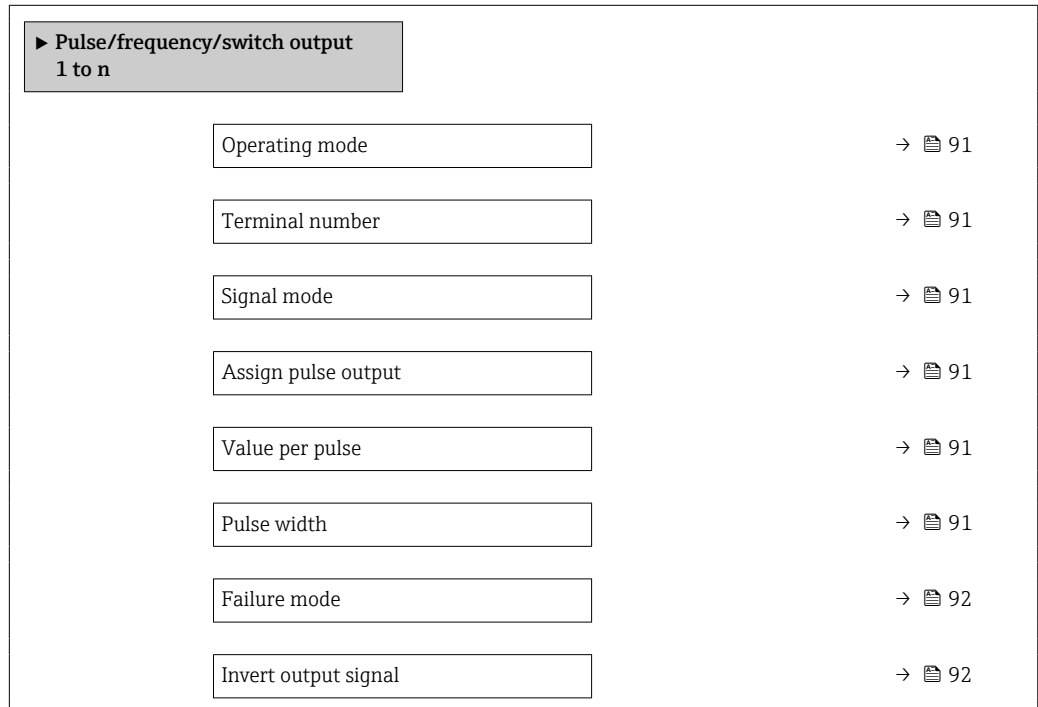 ▶ Pulse/frequency/switch output
1 to n
Operating mode → 91
Terminal number → 91
Signal mode → 91
Assign pulse output → 91
Value per pulse → 91
Pulse width → 91
Failure mode → 92
Invert output signal → 92